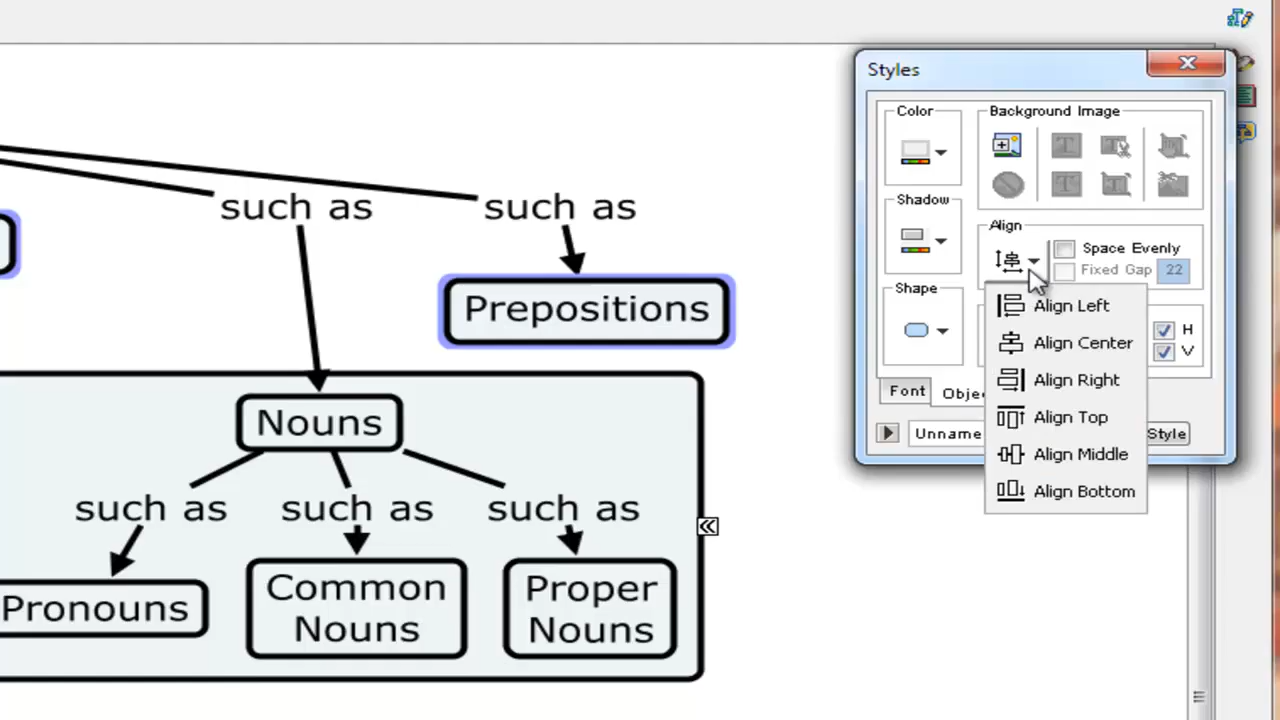 such as
such as
Prepositions
Nouns
such as
such as
such as
Pronouns
Common
Nouns
Proper
Nouns
Styles
Color
Background Image
Shadow
Align
Space Evenly
Fixed Gap 22
Shape
Align Left
Align Center
Align Right
Align Top
Align Middle
Align Bottom
H
V
Font
Objec
Unname
Style